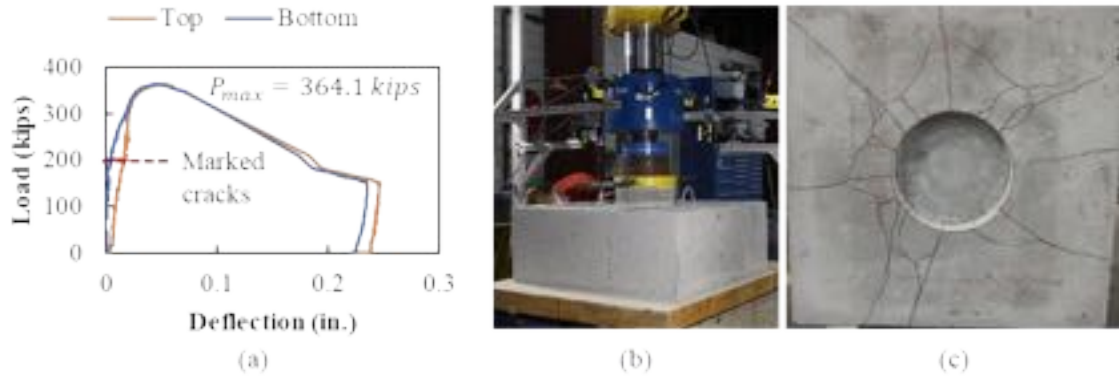 Top Bottom
400
P_max = 364.1 kips
300
200
Marked
cracks
100
0
Load (kips)
0 0.1 0.2 0.3
Deflection (in.)
(a) (b) (c)